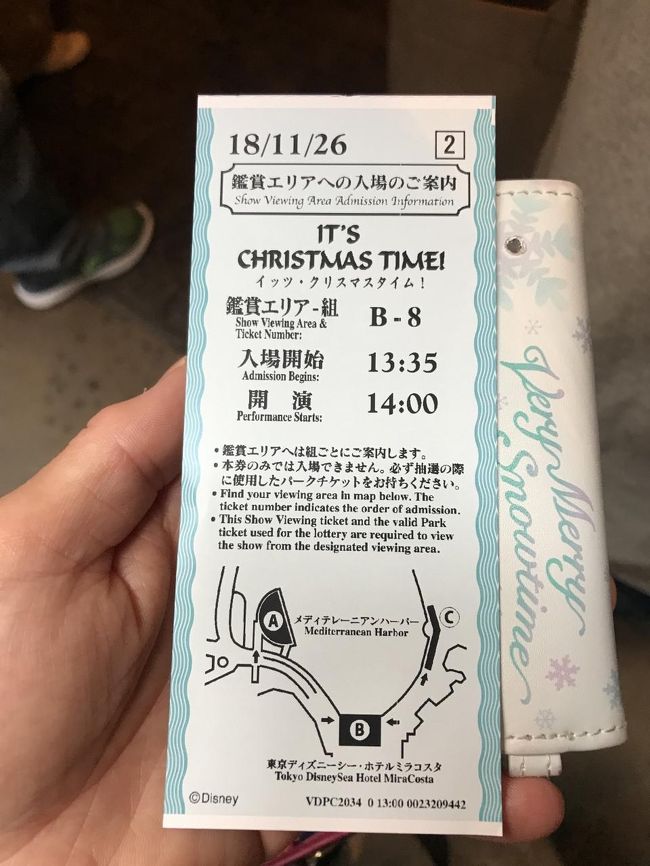 18/11/26 2
鑑賞エリアへの入場のご案内
Show Viewing Area Admission Information
IT'S
CHRISTMAS TIME!
イッツ・クリスマスタイム！
鑑賞エリア-組 B-8
Show Viewing Area &
Ticket Number:
入場開始 13:35
Admission Begins:
開 演 14:00
Performance Starts:
•鑑賞エリアへは組ごとにご案内します。
•本券のみでは入場できません。必ず抽選の際
に使用したパークチケットをお持ちください。
•Find your viewing area in map below. The
ticket number indicates the order of admission.
•This Show Viewing ticket and the valid Park
ticket used for the lottery are required to view
the show from the designated viewing area.
A
メディテレーニアンハーバー
Mediterranean Harbor
C
B
東京ディズニーシー・ホテルミラコスタ
Tokyo DisneySea Hotel MiraCosta
©Disney
VDPC2034 0 13:00 0023209442
Very Merry
Snowtime